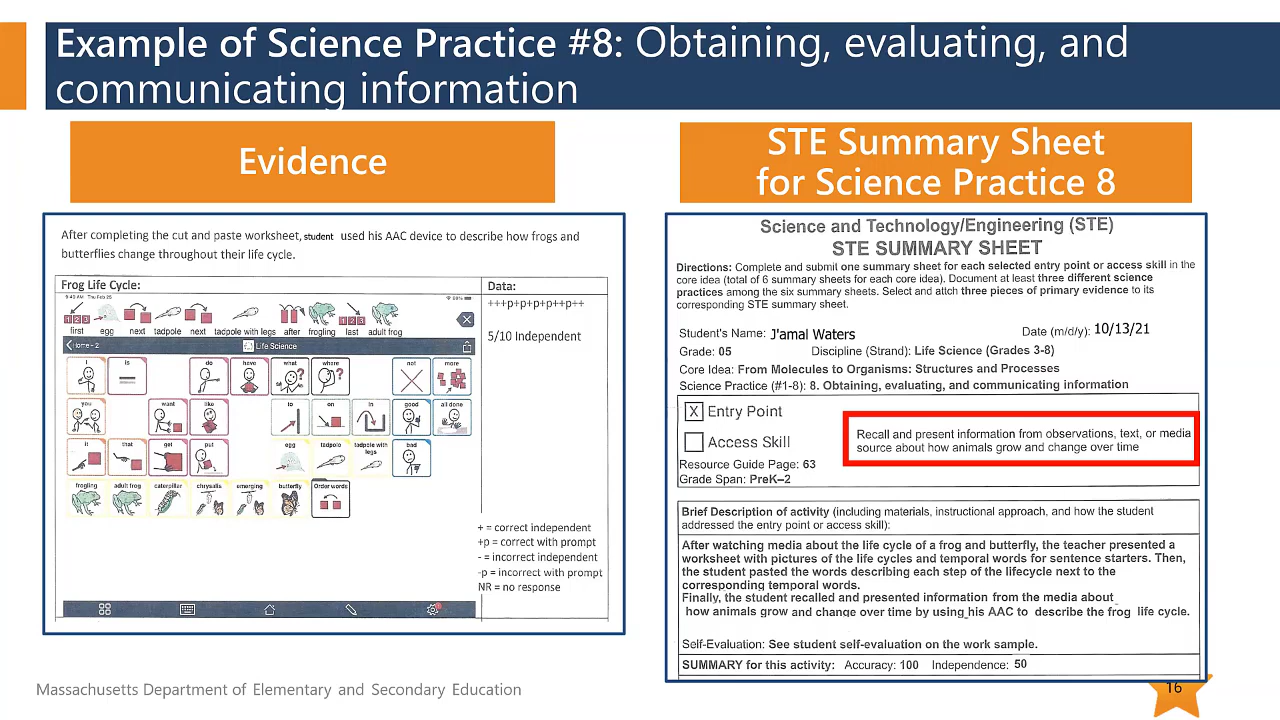 Example of Science Practice #8: Obtaining, evaluating, and
communicating information
Evidence
After completing the cut and paste worksheet, student used his AAC device to describe how frogs and
butterflies change throughout their life cycle.
Frog Life Cycle:
Data:
9:43 AM Thu Feb 25
98%
first egg next tadpole next tadpole with legs after frogling last adult frog
+++p+p+p+p++p++
5/10 Independent
Home - 2
Life Science
I is do have what where not more
you want like to on in good all done
it that get put egg tadpole tadpole with legs bad
frogling adult frog caterpillar chrysalis emerging butterfly Order words
+ = correct independent
+p = correct with prompt
- = incorrect independent
-p = incorrect with prompt
NR = no response
STE Summary Sheet
for Science Practice 8
Science and Technology/Engineering (STE)
STE SUMMARY SHEET
Directions: Complete and submit one summary sheet for each selected entry point or access skill in the
core idea (total of 6 summary sheets for each core idea). Document at least three different science
practices among the six summary sheets. Select and attch three pieces of primary evidence to its
corresponding STE summary sheet.
Student's Name: J'amal Waters Date (m/d/y): 10/13/21
Grade: 05 Discipline (Strand): Life Science (Grades 3-8)
Core Idea: From Molecules to Organisms: Structures and Processes
Science Practice (#1-8): 8. Obtaining, evaluating, and communicating information
X Entry Point
Access Skill
Recall and present information from observations, text, or media
source about how animals grow and change over time
Resource Guide Page: 63
Grade Span: PreK–2
Brief Description of activity (including materials, instructional approach, and how the student
addressed the entry point or access skill):
After watching media about the life cycle of a frog and butterfly, the teacher presented a
worksheet with pictures of the life cycles and temporal words for sentence starters. Then,
the student pasted the words describing each step of the lifecycle next to the
corresponding temporal words.
Finally, the student recalled and presented information from the media about
how animals grow and change over time by using his AAC to describe the frog life cycle.
Self-Evaluation: See student self-evaluation on the work sample.
SUMMARY for this activity: Accuracy: 100 Independence: 50
Massachusetts Department of Elementary and Secondary Education
16